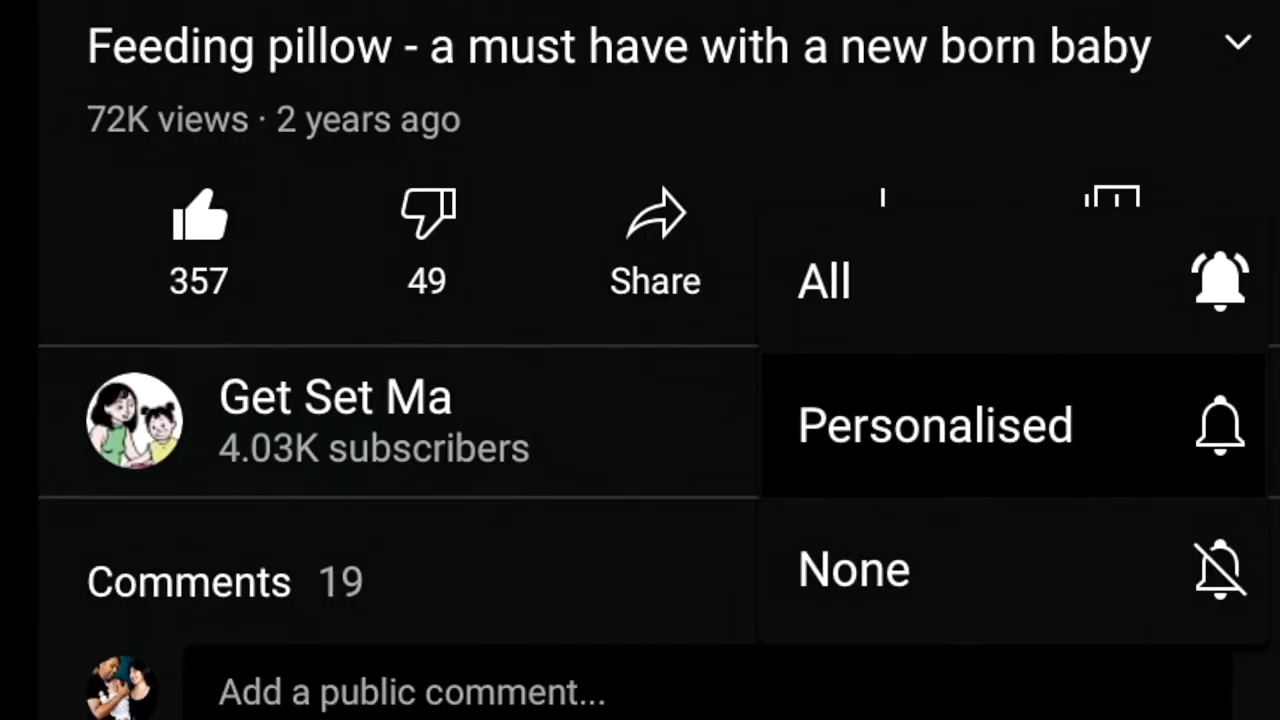 Feeding pillow - a must have with a new born baby
72K views · 2 years ago
357
49
Share
All
Get Set Ma
4.03K subscribers
Personalised
None
Comments 19
Add a public comment...